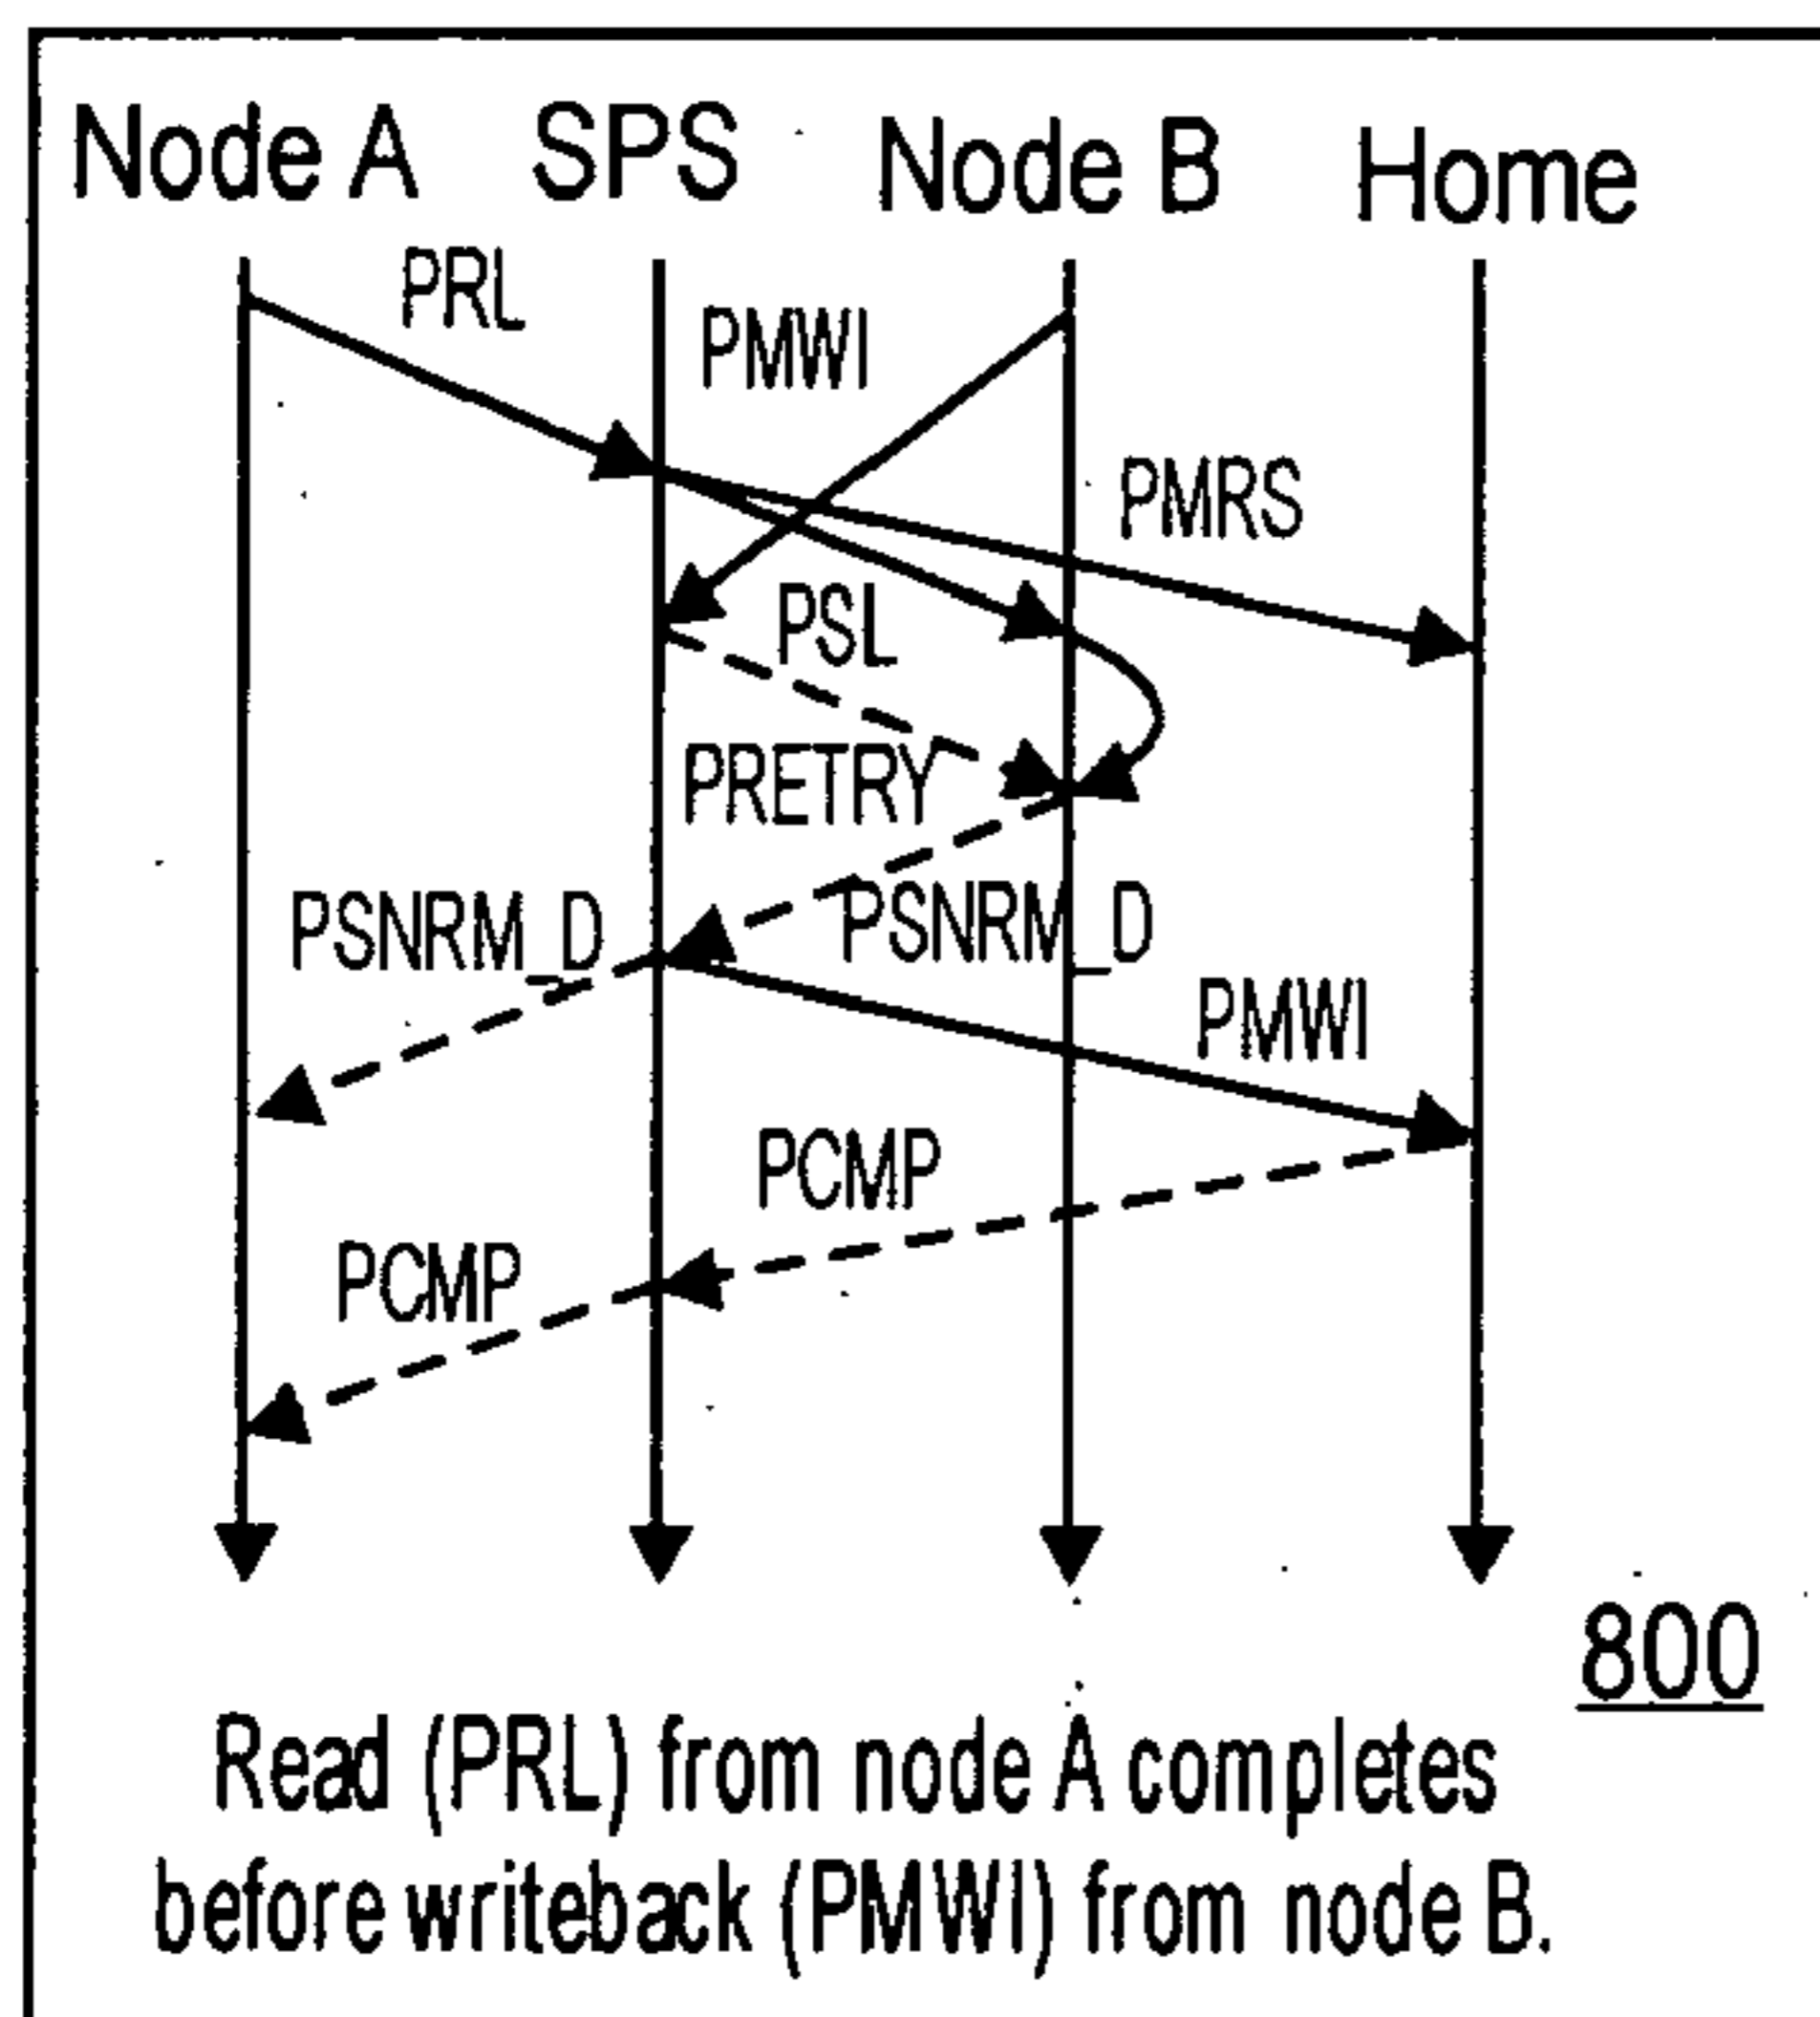 Node A SPS Node B Home
PRL
PMWI
PMRS
PSL
PRETRY
PSNRM_D
PSNRM_D
PMWI
PCMP
PCMP
800
Read (PRL) from node A completes
before writeback (PMWI) from node B.